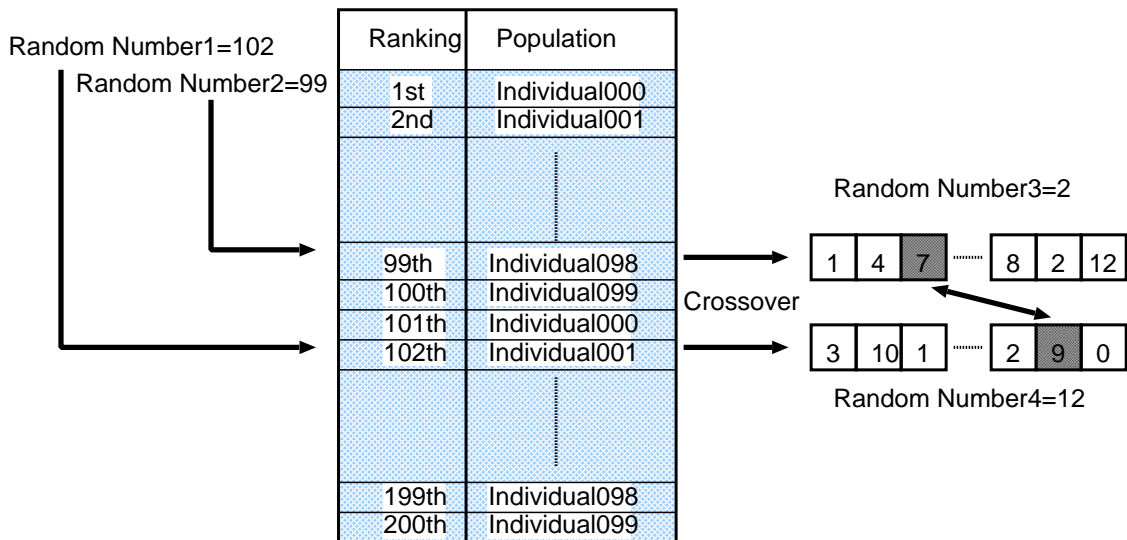 Random Number1=102
Random Number2=99
Ranking Population
1st Individual000
2nd Individual001
99th Individual098
100th Individual099
101th Individual000
102th Individual001
199th Individual098
200th Individual099
Crossover
Random Number3=2
1 4 7 8 2 12
3 10 1 2 9 0
Random Number4=12